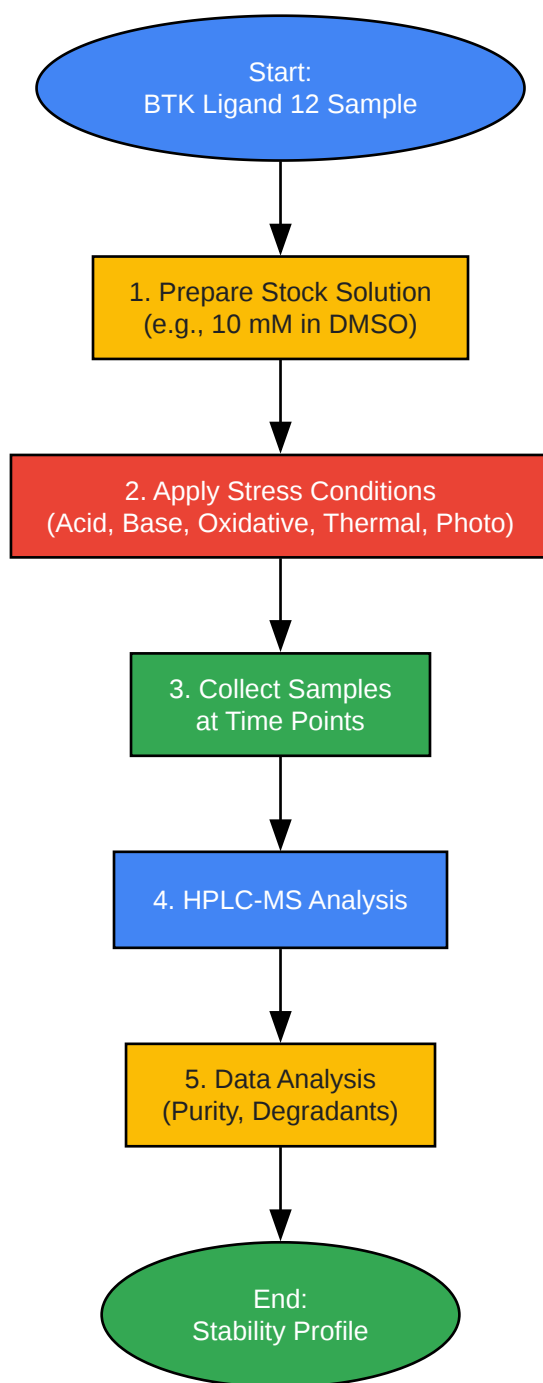 Start:
BTK Ligand 12 Sample
1. Prepare Stock Solution
(e.g., 10 mM in DMSO)
2. Apply Stress Conditions
(Acid, Base, Oxidative, Thermal, Photo)
3. Collect Samples
at Time Points
4. HPLC-MS Analysis
5. Data Analysis
(Purity, Degradants)
End:
Stability Profile